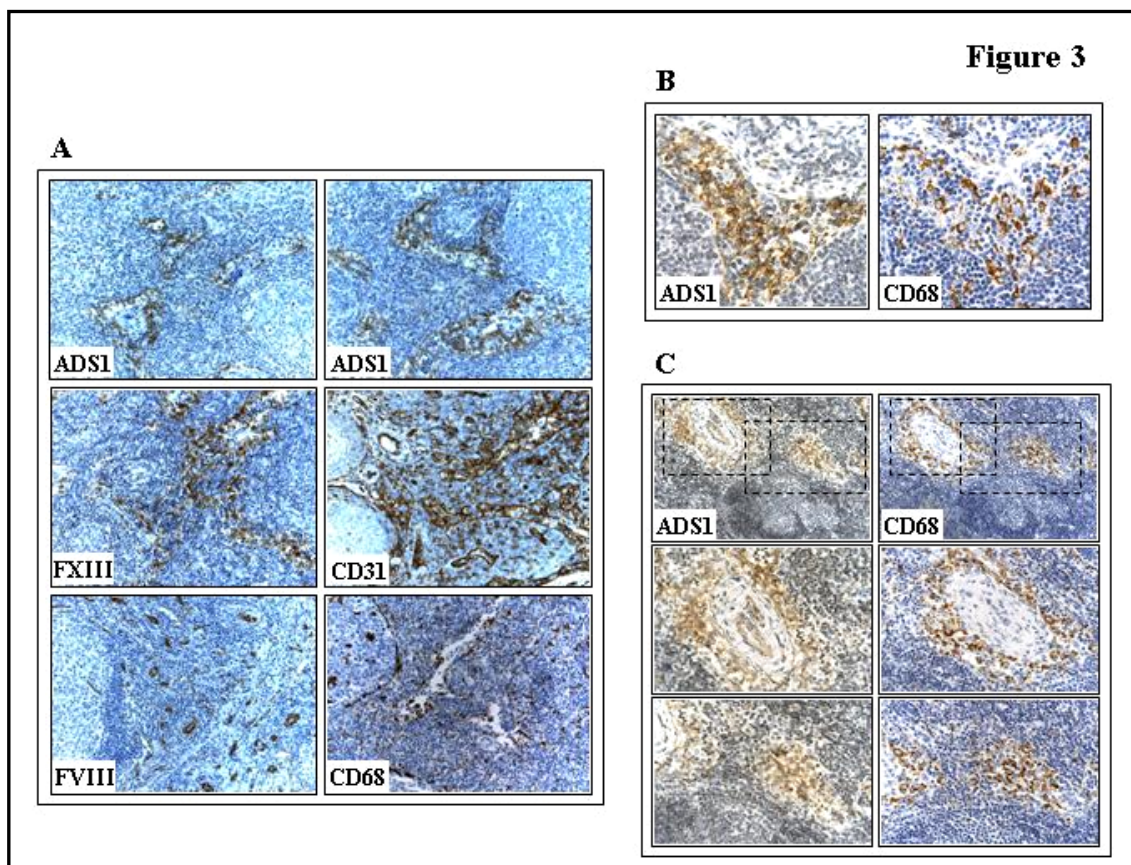 Figure 3
A
ADS1
ADS1
FXIII
CD31
FVIII
CD68
B
ADS1
CD68
C
ADS1
CD68